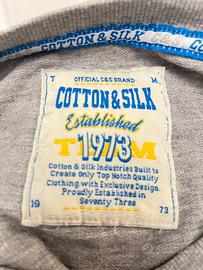 COTTON & SILK
OFFICIAL C&S BRAND
T M
COTTON&SILK
Established
1973
T M
Cotton & Silk Industries Built to
Create Only Top Notch Quality
Clothing, with Exclusive Design.
Proudly Established in
Seventy Three
19 73